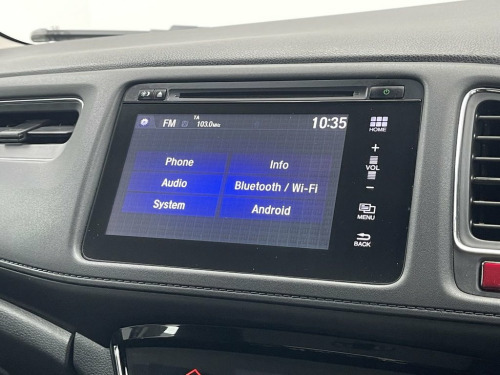 FM TA 10:35
103.0MHz
HOME
Phone Info
Audio Bluetooth / Wi-Fi
System Android
+
VOL
-
MENU
BACK